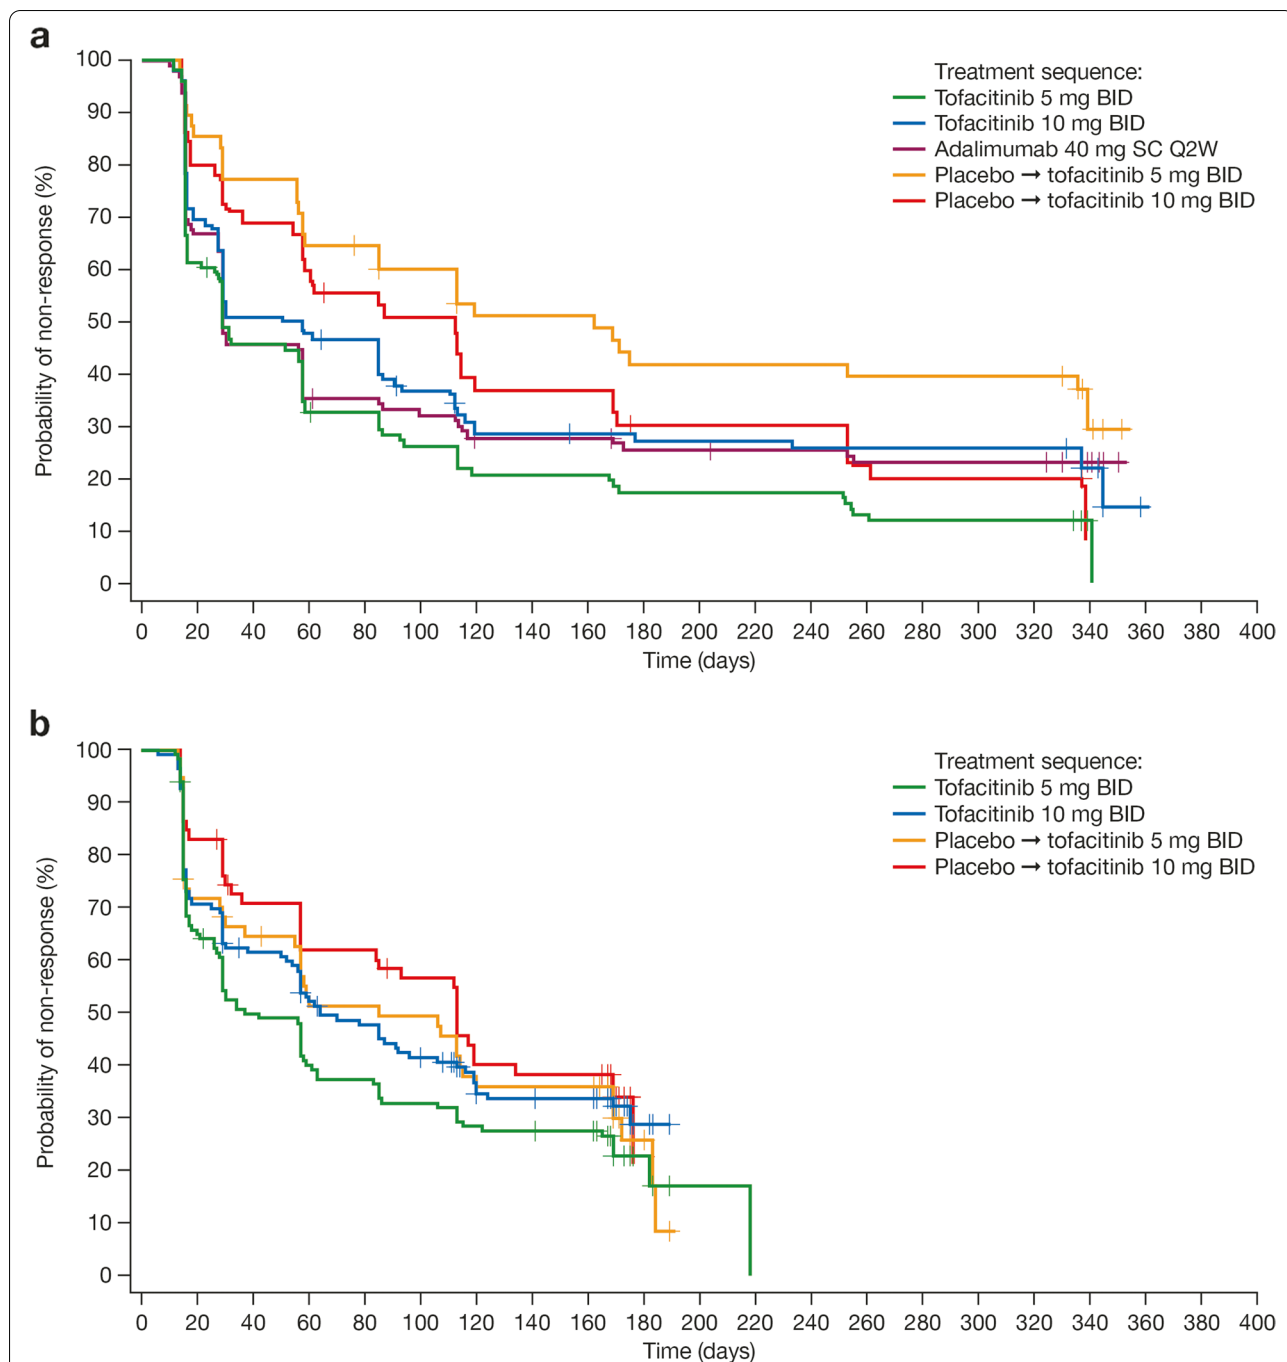 a
Treatment sequence:
Tofacitinib 5 mg BID
Tofacitinib 10 mg BID
Adalimumab 40 mg SC Q2W
Placebo ➞ tofacitinib 5 mg BID
Placebo ➞ tofacitinib 10 mg BID
Probability of non-response (%)
100
90
80
70
60
50
40
30
20
10
0
0 20 40 60 80 100 120 140 160 180 200 220 240 260 280 300 320 340 360 380 400
Time (days)
b
Treatment sequence:
Tofacitinib 5 mg BID
Tofacitinib 10 mg BID
Placebo ➞ tofacitinib 5 mg BID
Placebo ➞ tofacitinib 10 mg BID
Probability of non-response (%)
100
90
80
70
60
50
40
30
20
10
0
0 20 40 60 80 100 120 140 160 180 200 220 240 260 280 300 320 340 360 380 400
Time (days)